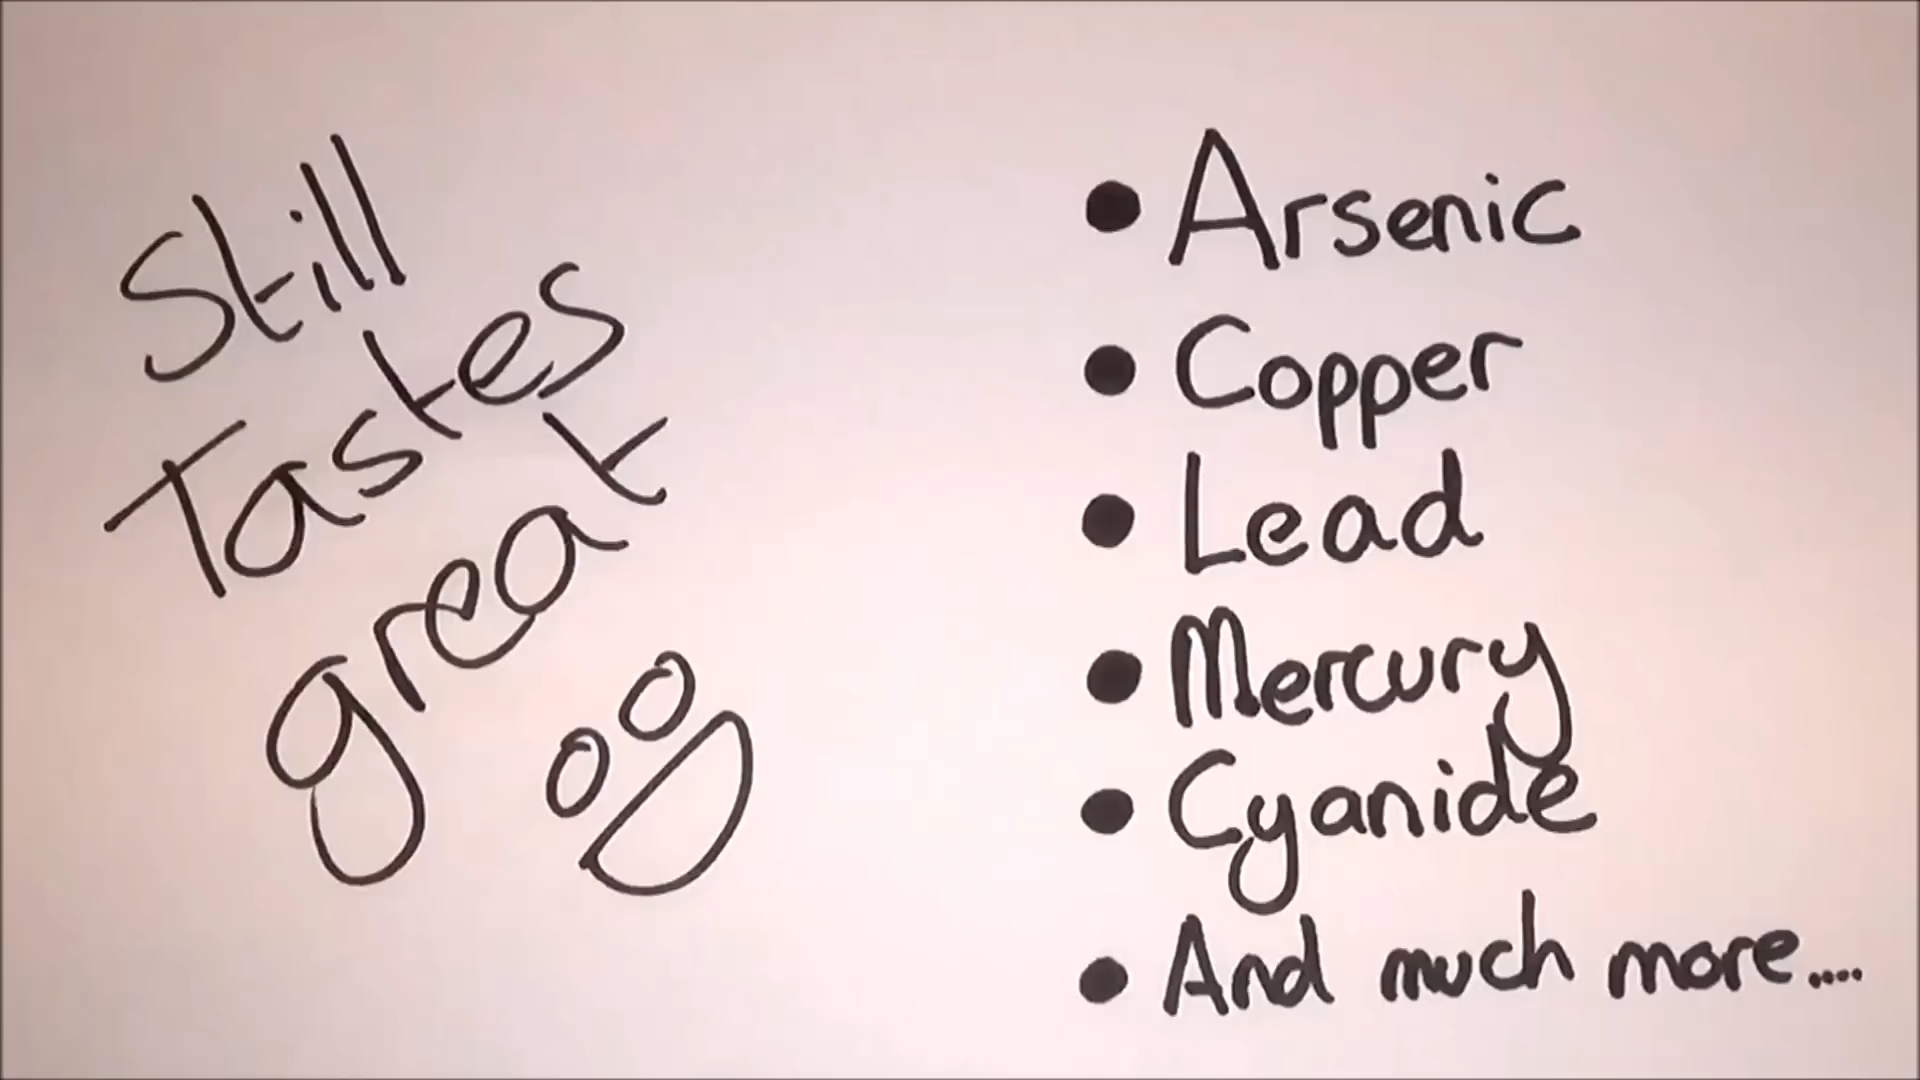 Still
Tastes
great
• Arsenic
• Copper
• Lead
• Mercury
• Cyanide
• And much more....